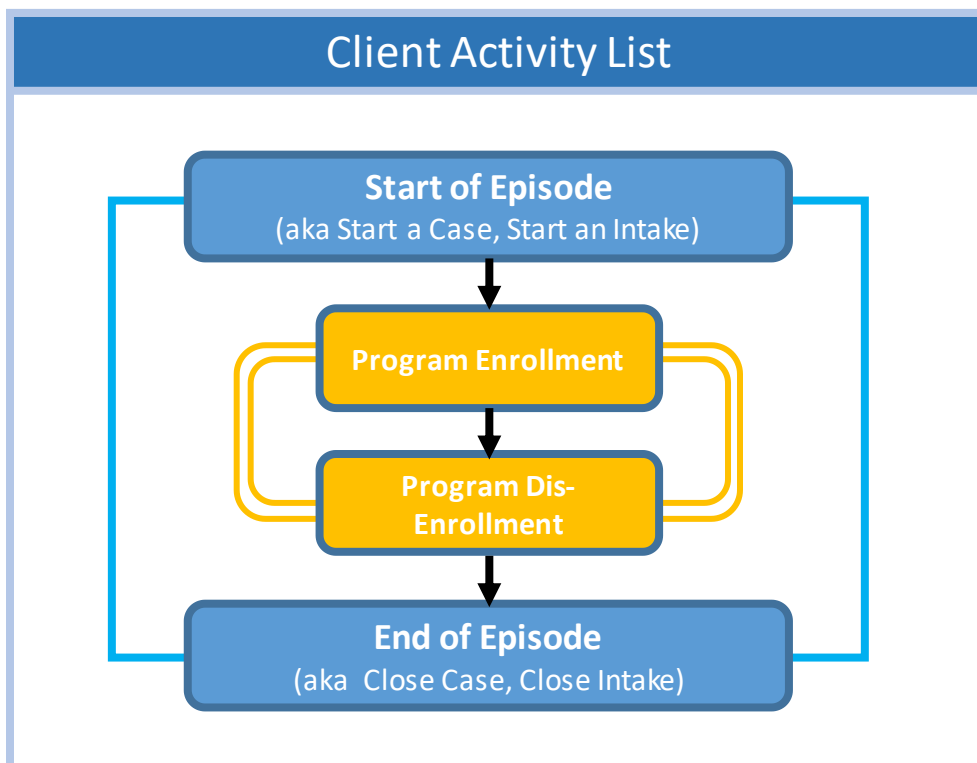 Client Activity List
Start of Episode
(aka Start a Case, Start an Intake)
Program Enrollment
Program Dis-
Enrollment
End of Episode
(aka Close Case, Close Intake)